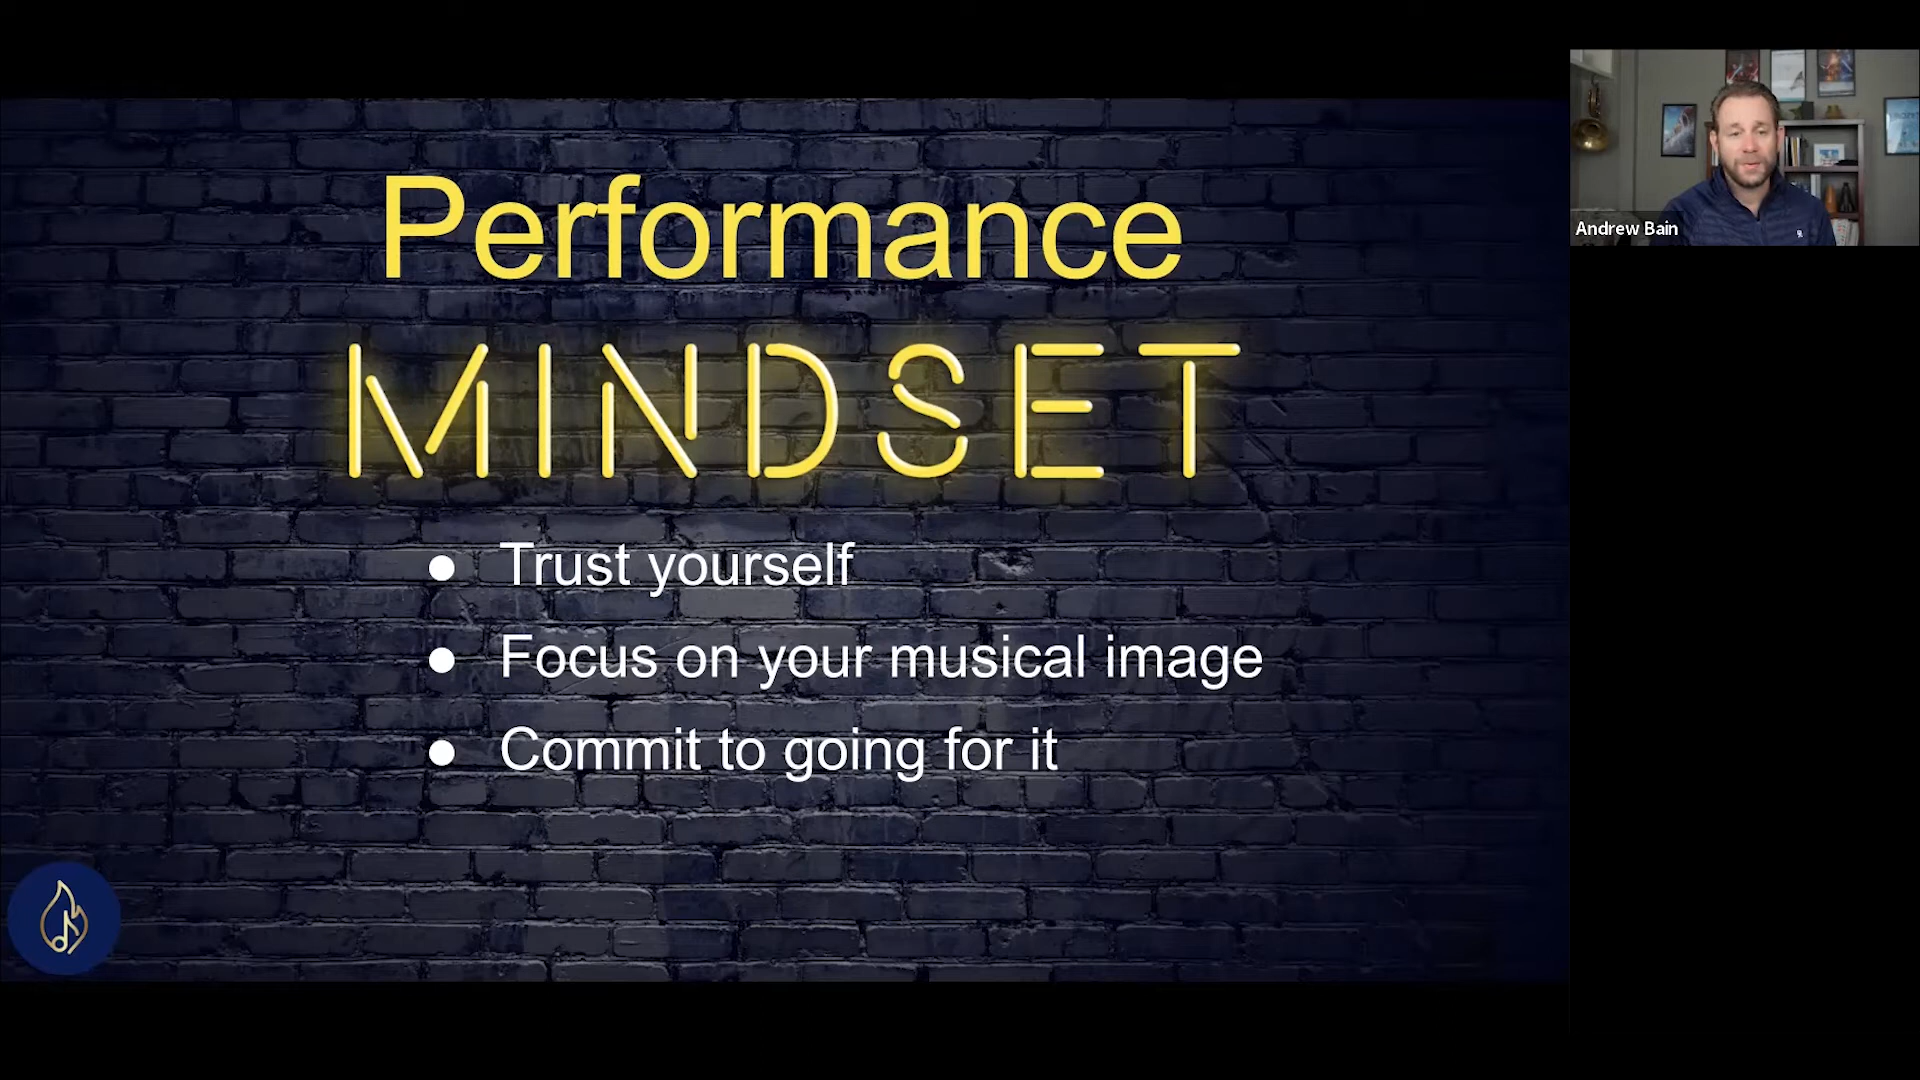 Performance
MINDSET
● Trust yourself
● Focus on your musical image
● Commit to going for it
Andrew Bain